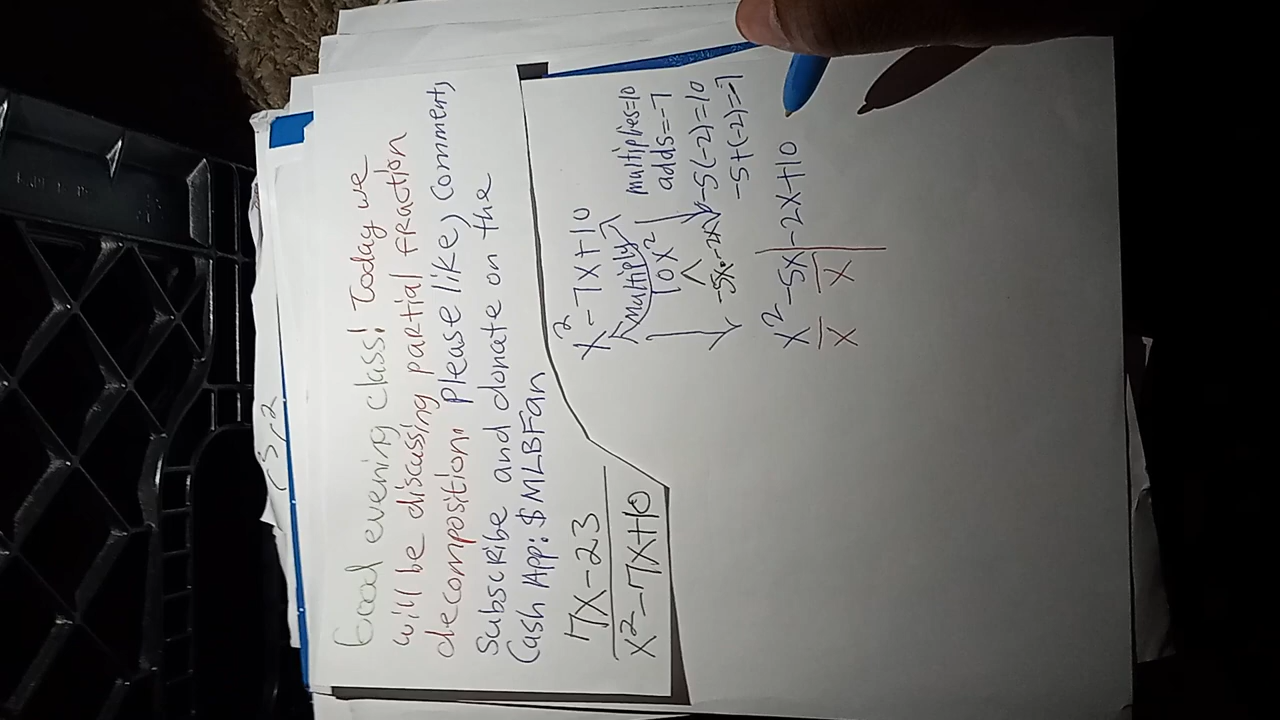 Good evening class! Today we
will be discussing partial fraction
decomposition. Please like, comment,
Subscribe and donate on the
Cash App: $MLBFan
7x-23
x²-7x+10
x²-7x+10
multiply
10x²
-5x·-2x
multiplies=10
adds=-7
-5(-2)=10
-5+(-2)=-7
x²-5x|-2x+10
x x
x x